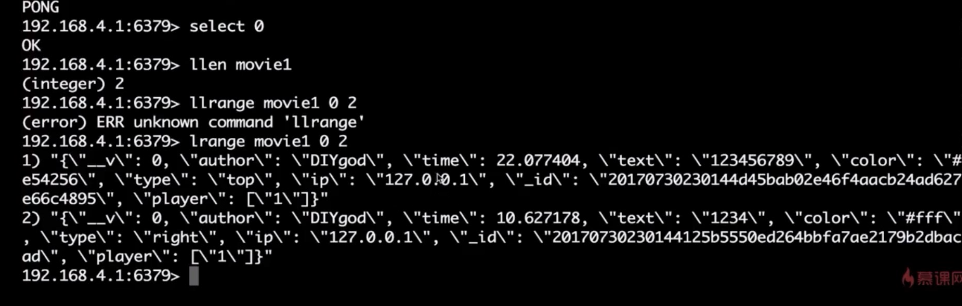 PONG
192.168.4.1:6379> select 0
OK
192.168.4.1:6379> llen movie1
(integer) 2
192.168.4.1:6379> llrange movie1 0 2
(error) ERR unknown command 'llrange'
192.168.4.1:6379> lrange movie1 0 2
1) "{\"__v\": 0, \"author\": \"DIYgod\", \"time\": 22.077404, \"text\": \"123456789\", \"color\": \"#
e54256\", \"type\": \"top\", \"ip\": \"127.0.0.1\", \"_id\": \"20170730230144d45bab02e46f4aacb24ad627
e66c4895\", \"player\": [\"1\"]}"
2) "{\"__v\": 0, \"author\": \"DIYgod\", \"time\": 10.627178, \"text\": \"1234\", \"color\": \"#fff\"
, \"type\": \"right\", \"ip\": \"127.0.0.1\", \"_id\": \"20170730230144125b5550ed264bbfa7ae2179b2dbac
ad\", \"player\": [\"1\"]}"
192.168.4.1:6379>
慕课网